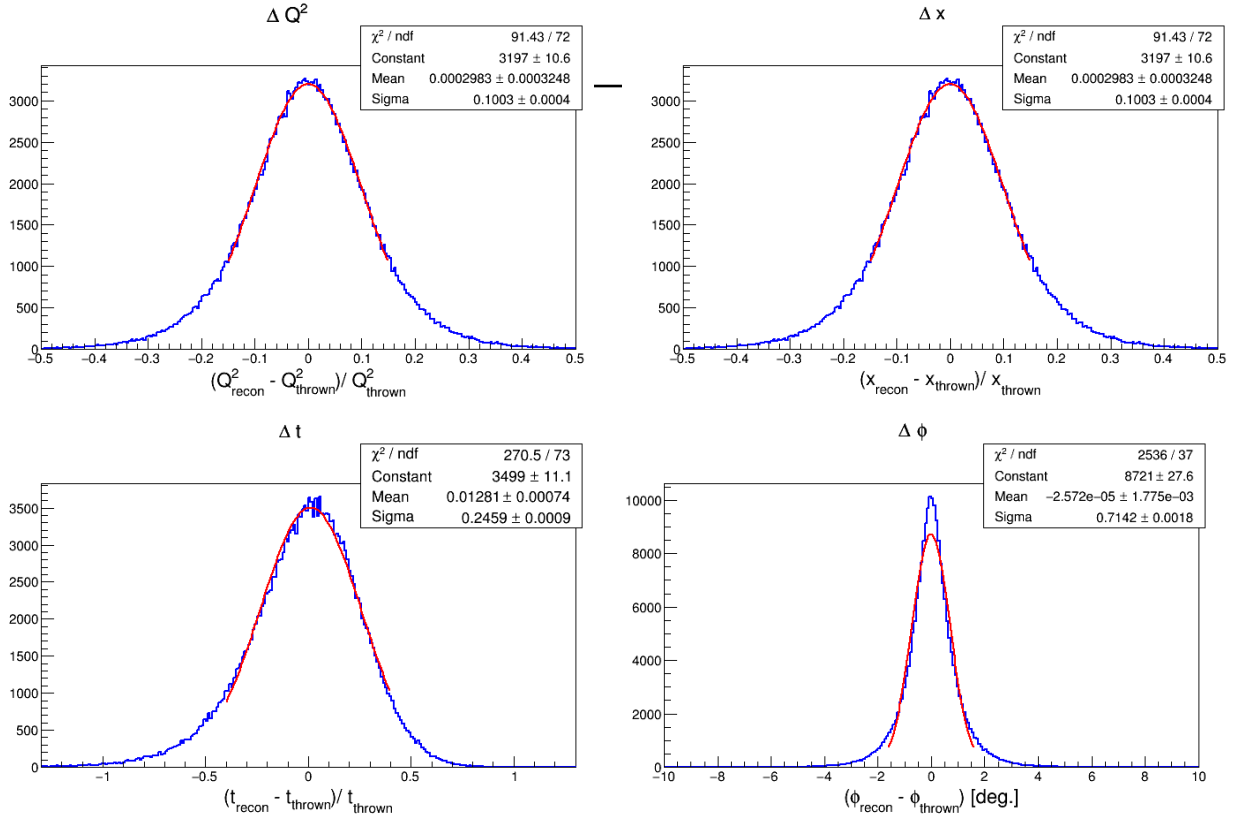 Δ Q²
χ² / ndf 91.43 / 72
Constant 3197 ± 10.6
Mean 0.0002983 ± 0.0003248
Sigma 0.1003 ± 0.0004
3000
2500
2000
1500
1000
500
0
−0.5 −0.4 −0.3 −0.2 −0.1 0 0.1 0.2 0.3 0.4 0.5
(Q²recon - Q²thrown)/ Q²thrown
Δ x
χ² / ndf 91.43 / 72
Constant 3197 ± 10.6
Mean 0.0002983 ± 0.0003248
Sigma 0.1003 ± 0.0004
3000
2500
2000
1500
1000
500
0
−0.5 −0.4 −0.3 −0.2 −0.1 0 0.1 0.2 0.3 0.4 0.5
(xrecon - xthrown)/ xthrown
Δ t
χ² / ndf 270.5 / 73
Constant 3499 ± 11.1
Mean 0.01281 ± 0.00074
Sigma 0.2459 ± 0.0009
3500
3000
2500
2000
1500
1000
500
0
−1 −0.5 0 0.5 1
(trecon - tthrown)/ tthrown
Δ ϕ
χ² / ndf 2536 / 37
Constant 8721 ± 27.6
Mean −2.572e−05 ± 1.775e−03
Sigma 0.7142 ± 0.0018
10000
8000
6000
4000
2000
0
−10 −8 −6 −4 −2 0 2 4 6 8 10
(ϕrecon - ϕthrown) [deg.]